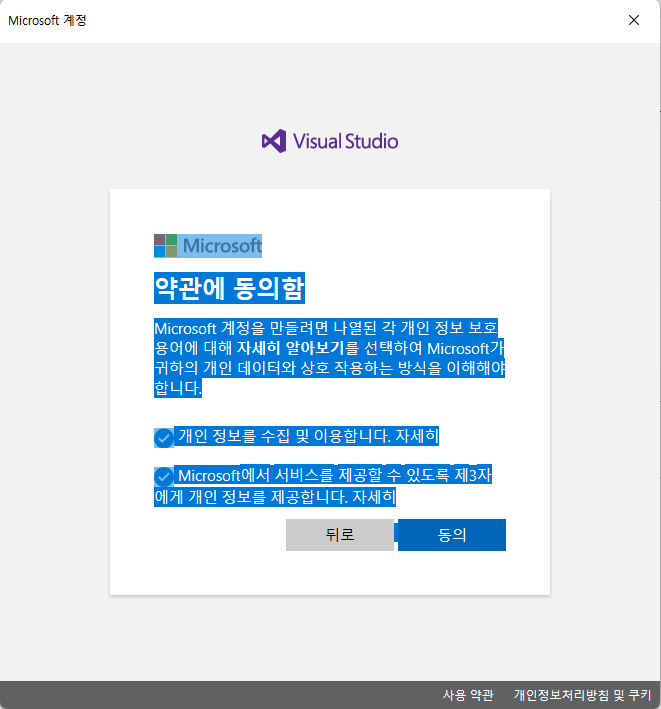 Microsoft 계정
Visual Studio
Microsoft
약관에 동의함
Microsoft 계정을 만들려면 나열된 각 개인 정보 보호
용어에 대해 자세히 알아보기를 선택하여 Microsoft가
귀하의 개인 데이터와 상호 작용하는 방식을 이해해야
합니다.
개인 정보를 수집 및 이용합니다. 자세히
Microsoft에서 서비스를 제공할 수 있도록 제3자
에게 개인 정보를 제공합니다. 자세히
뒤로
동의
사용 약관
개인정보처리방침 및 쿠키